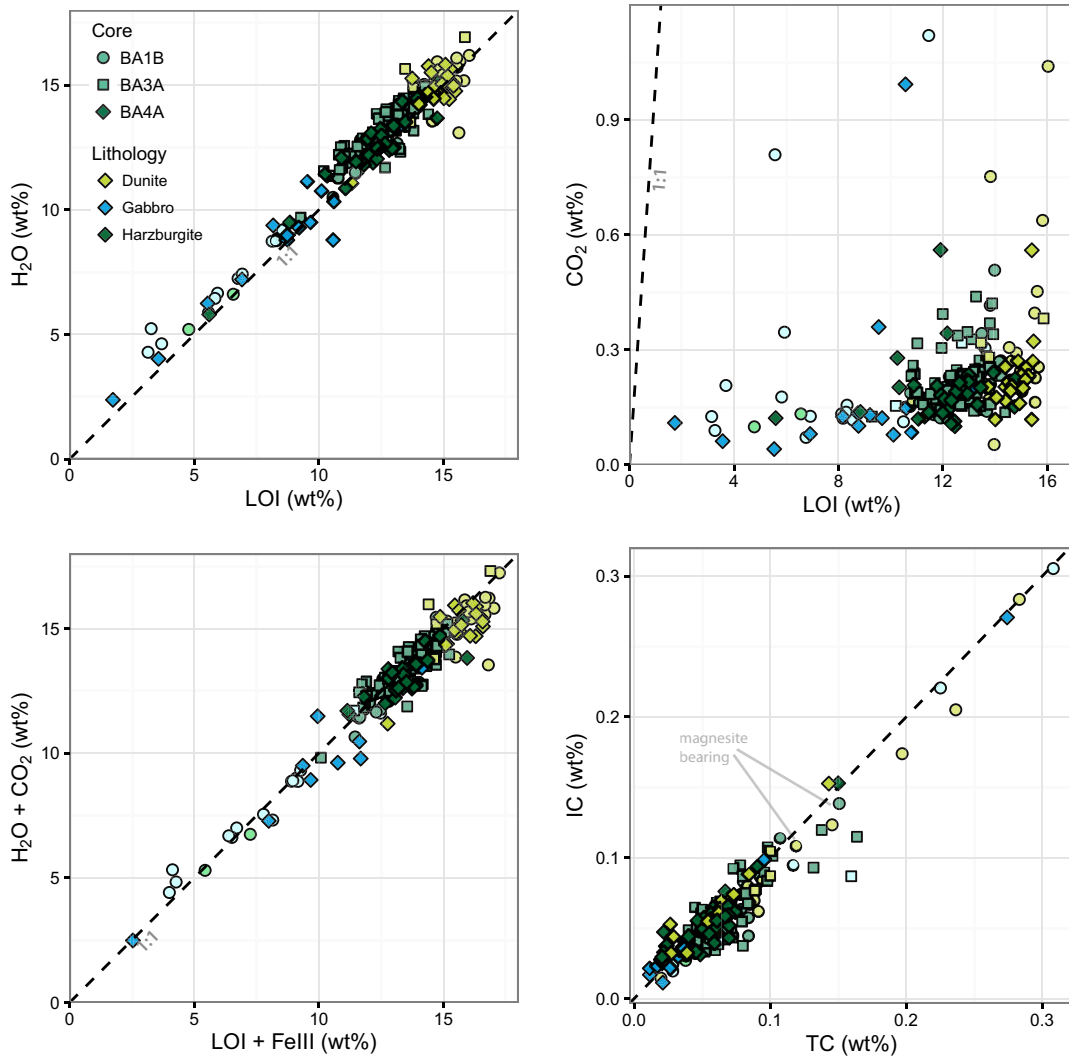 Core
BA1B
BA3A
BA4A
Lithology
Dunite
Gabbro
Harzburgite
1:1
15
10
5
0
0
5
10
15
H₂O (wt%)
LOI (wt%)
1:1
0.9
0.6
0.3
0.0
0
4
8
12
16
CO₂ (wt%)
LOI (wt%)
1:1
15
10
5
0
0
5
10
15
H₂O + CO₂ (wt%)
LOI + FeIII (wt%)
magnesite
bearing
0.3
0.2
0.1
0.0
0.0
0.1
0.2
0.3
IC (wt%)
TC (wt%)